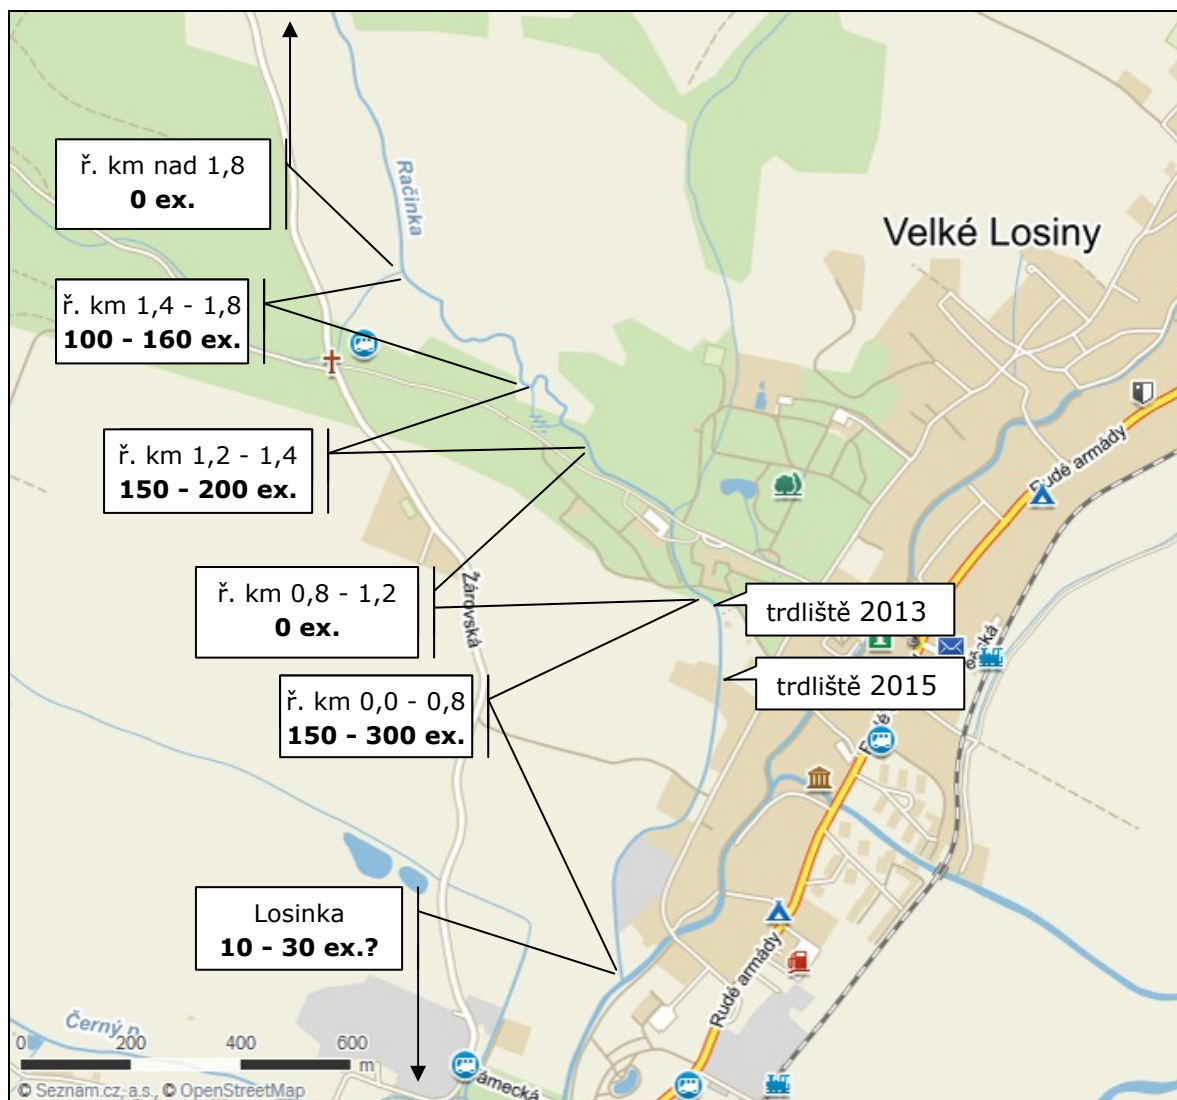 ř. km nad 1,8
0 ex.
Račinka
Velké Losiny
ř. km 1,4 - 1,8
100 - 160 ex.
Rudé armády
ř. km 1,2 - 1,4
150 - 200 ex.
ř. km 0,8 - 1,2
0 ex.
Žárovská
trdliště 2013
trdliště 2015
ř. km 0,0 - 0,8
150 - 300 ex.
Losinka
10 - 30 ex.?
Rudé armády
Černý p.
0 200 400 600
m
© Seznam.cz, a.s., © OpenStreetMap